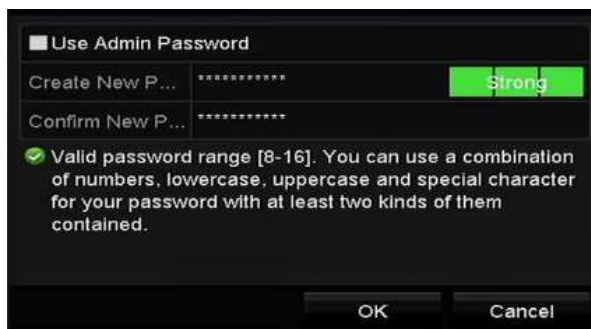 Use Admin Password
Create New P... *********** Strong
Confirm New P... ***********
Valid password range [8-16]. You can use a combination
of numbers, lowercase, uppercase and special character
for your password with at least two kinds of them
contained.
OK Cancel